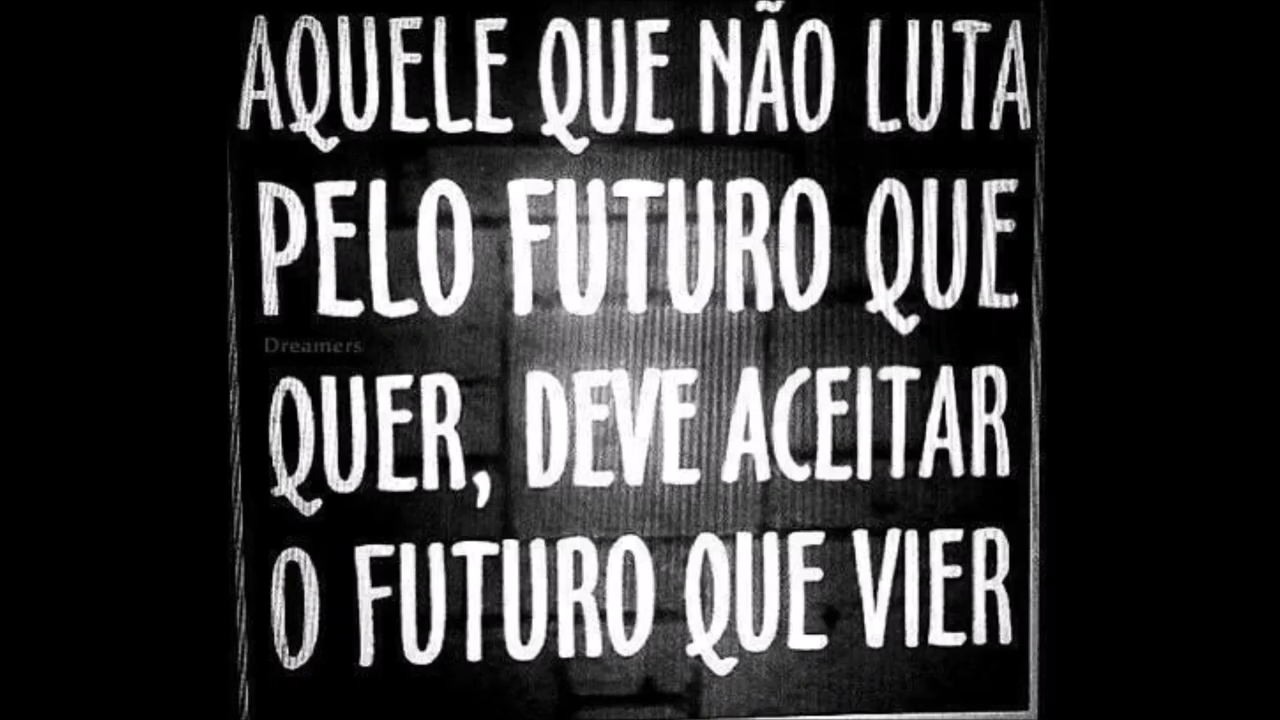 AQUELE QUE NÃO LUTA
PELO FUTURO QUE
Dreamers
QUER, DEVE ACEITAR
O FUTURO QUE VIER